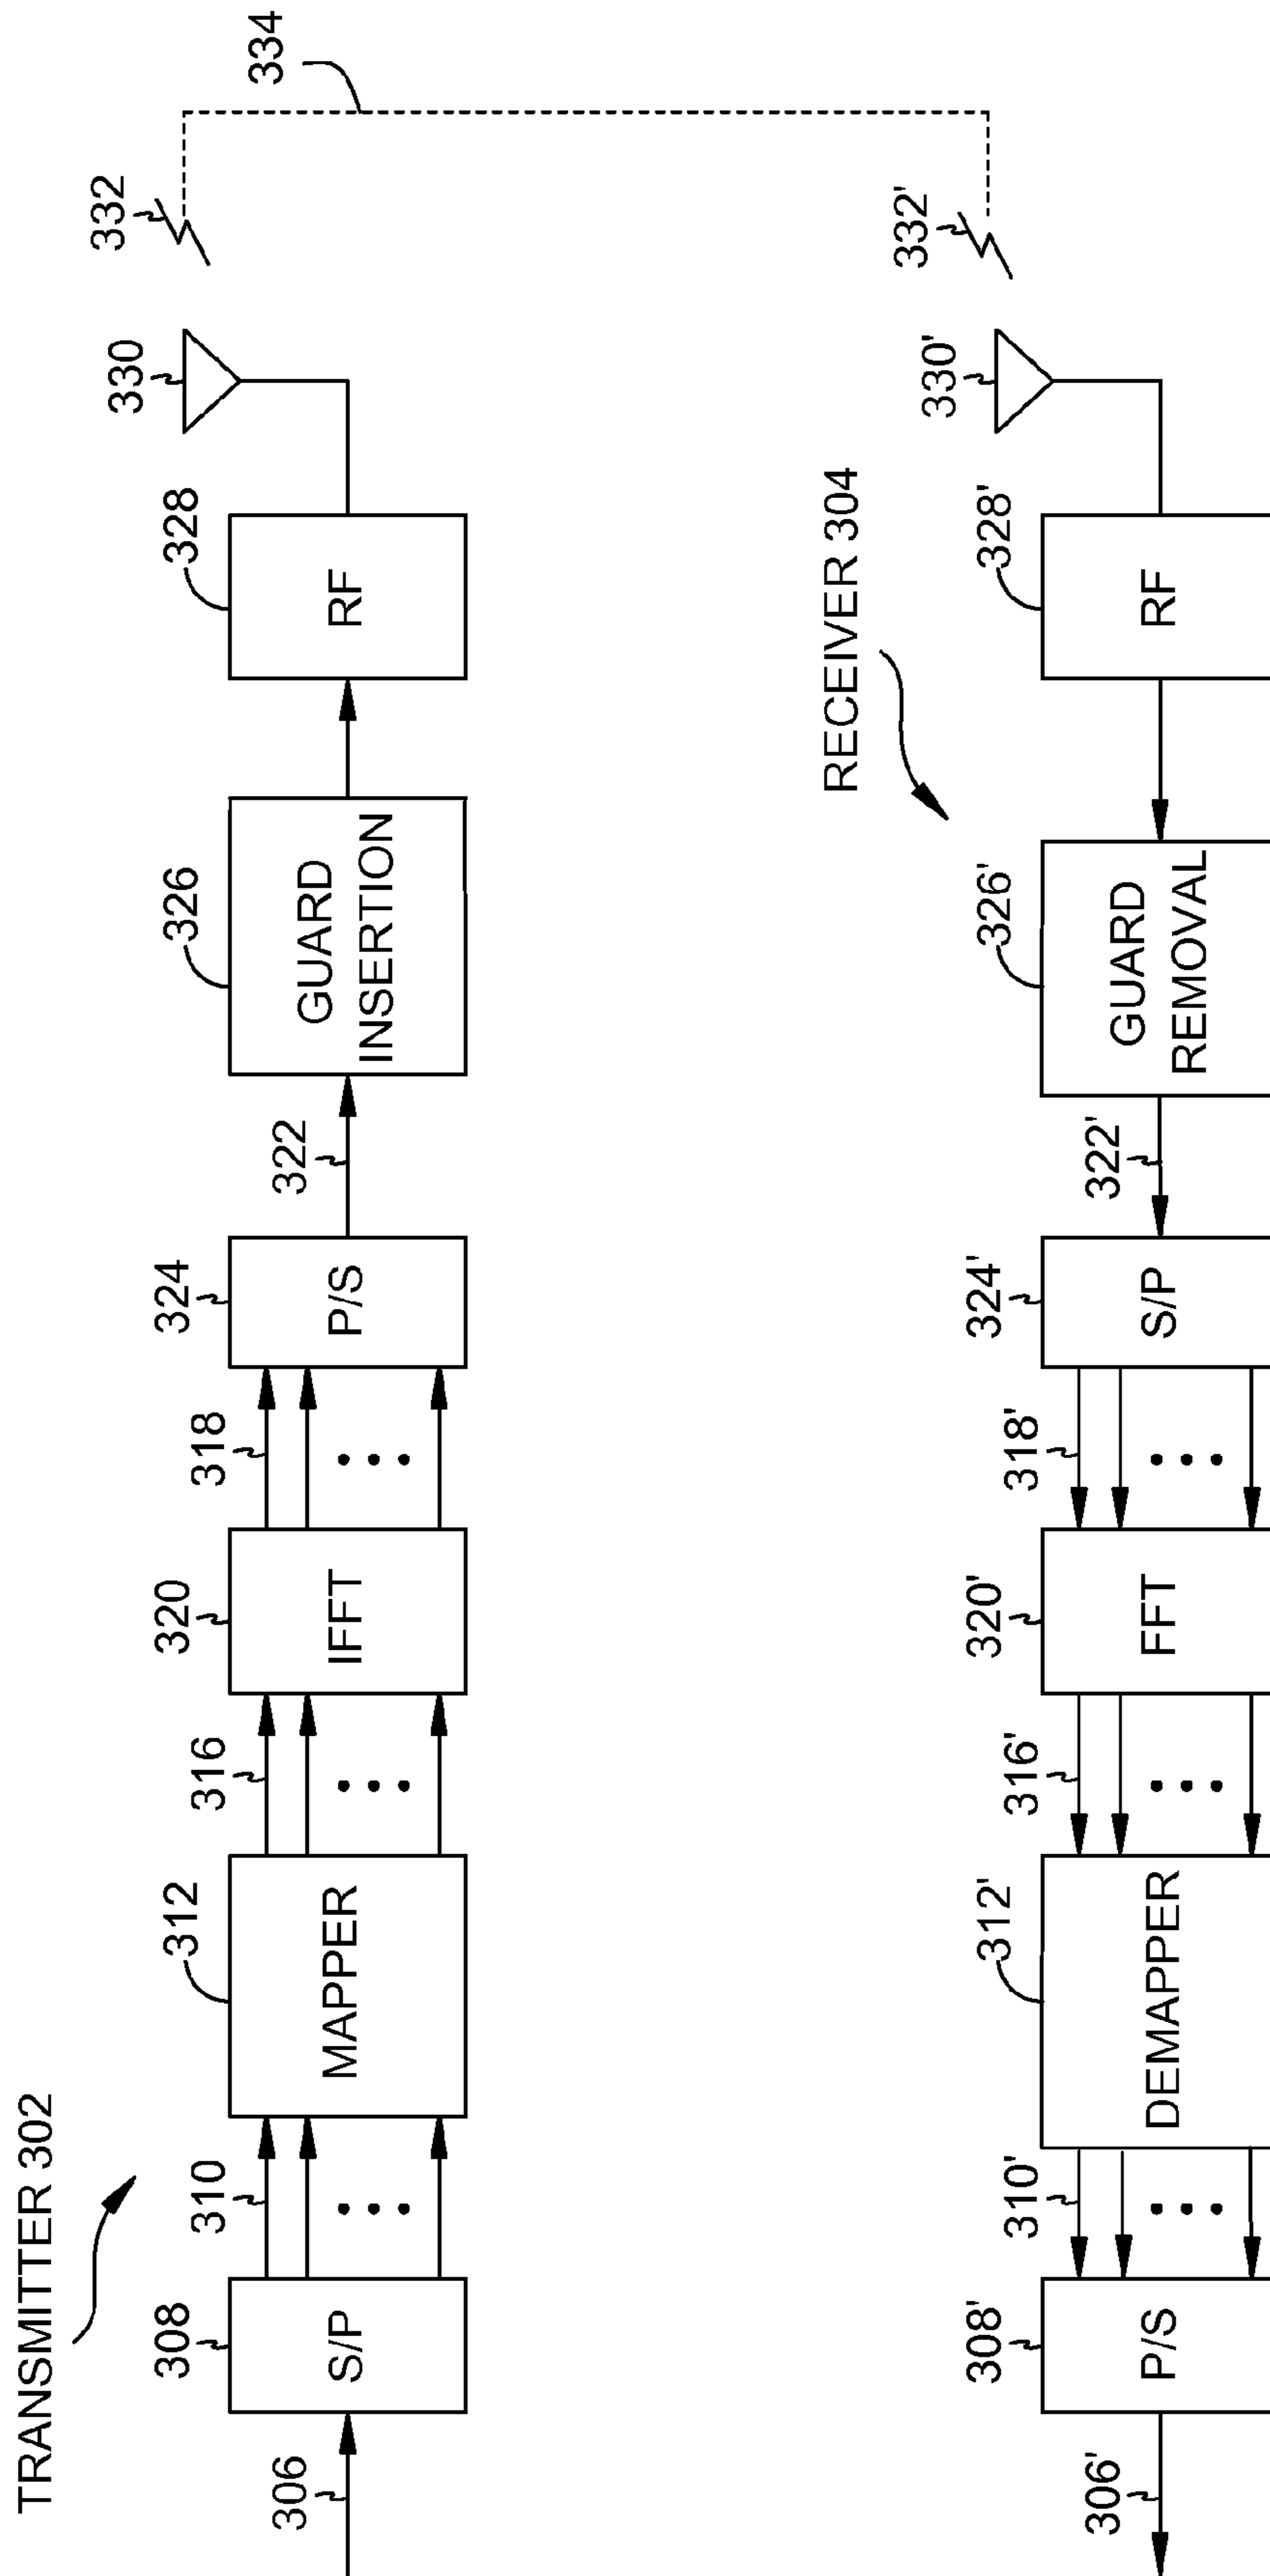 TRANSMITTER 302
306
308
S/P
310
312
MAPPER
316
320
IFFT
318
324
P/S
322
326
GUARD
INSERTION
328
RF
330
332
334
RECEIVER 304
306'
308'
P/S
310'
312'
DEMAPPER
316'
320'
FFT
318'
324'
S/P
322'
326'
GUARD
REMOVAL
328'
RF
330'
332'